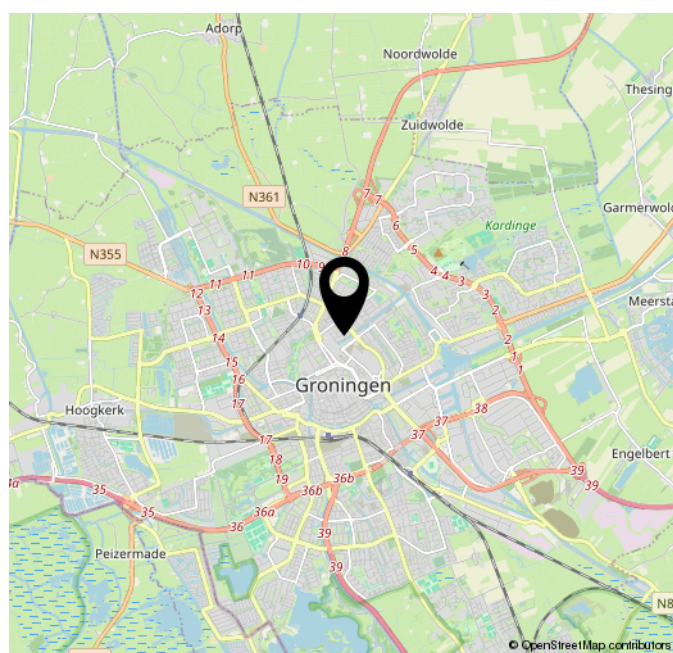 Adorp
Noordwolde
Thesing
Zuidwolde
N361
7
7
6
Kardinge
Garmerwold
8
5
N355
10
9
4
4
3
11
11
3
12
2
Meersta
13
14
2
1
15
1
16
Groningen
17
Hoogkerk
38
37
17
37
18
Engelbert
4a
35
19
36b
36b
39
39
35
36
36a
39
Peizermade
39
N8
© OpenStreetMap contributors